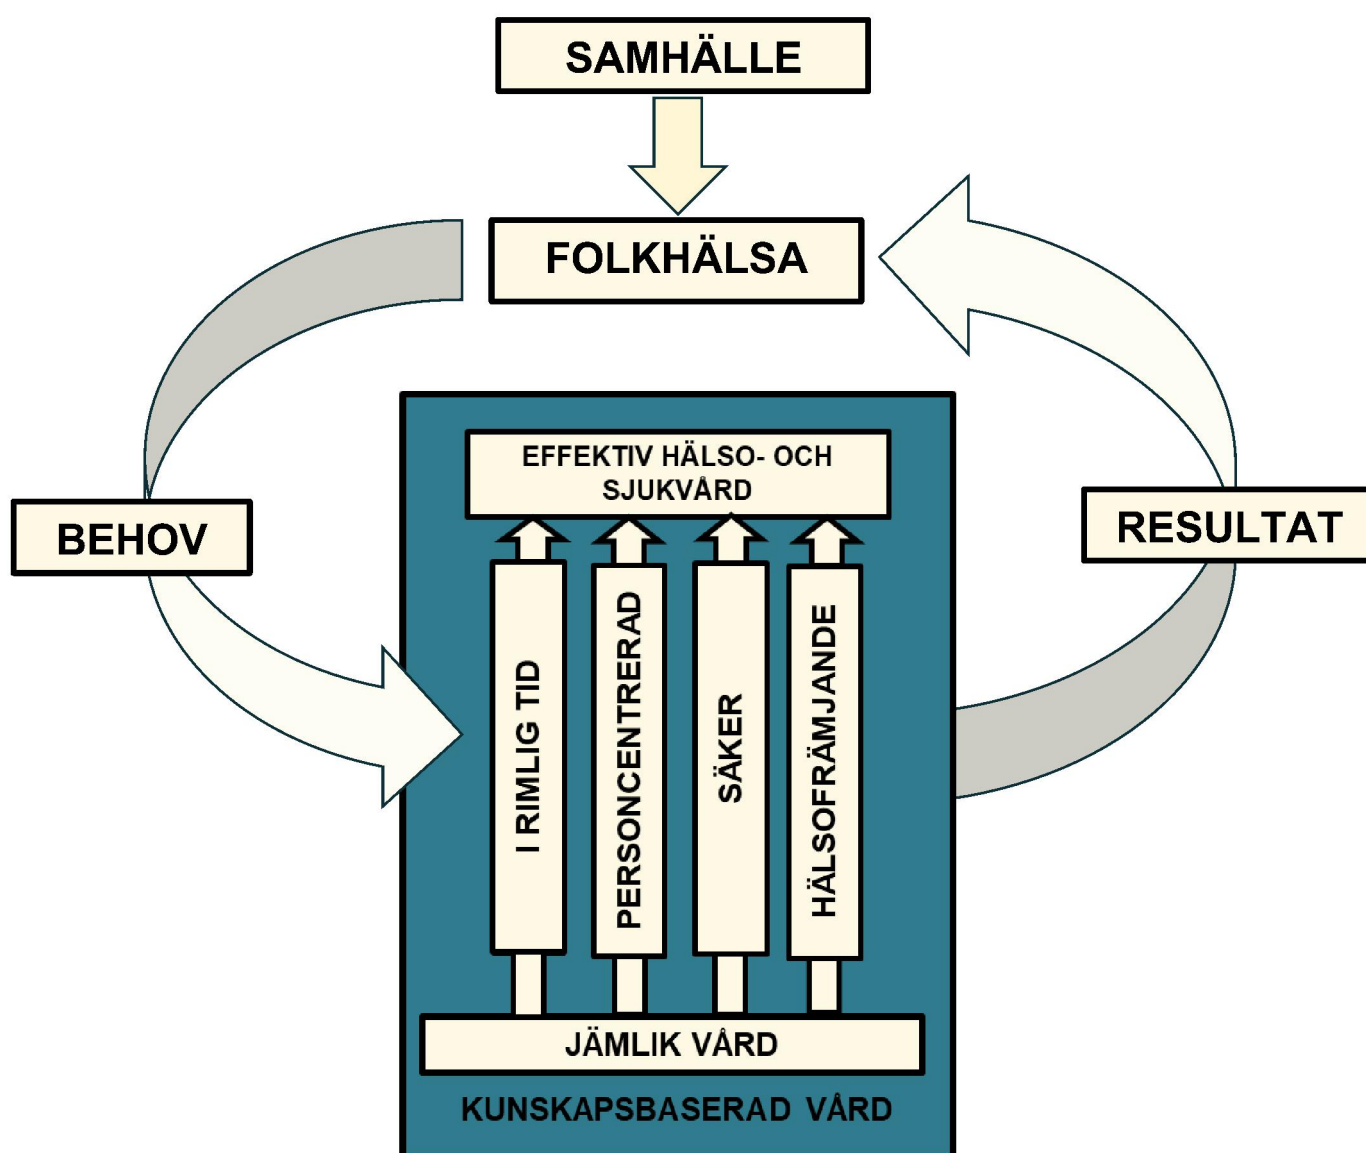 SAMHÄLLE
FOLKHÄLSA
BEHOV
RESULTAT
EFFEKTIV HÄLSO- OCH
SJUKVÅRD
I RIMLIG TID
PERSONCENTRERAD
SÄKER
HÄLSOFRÄMJANDE
JÄMLIK VÅRD
KUNSKAPSBASERAD VÅRD